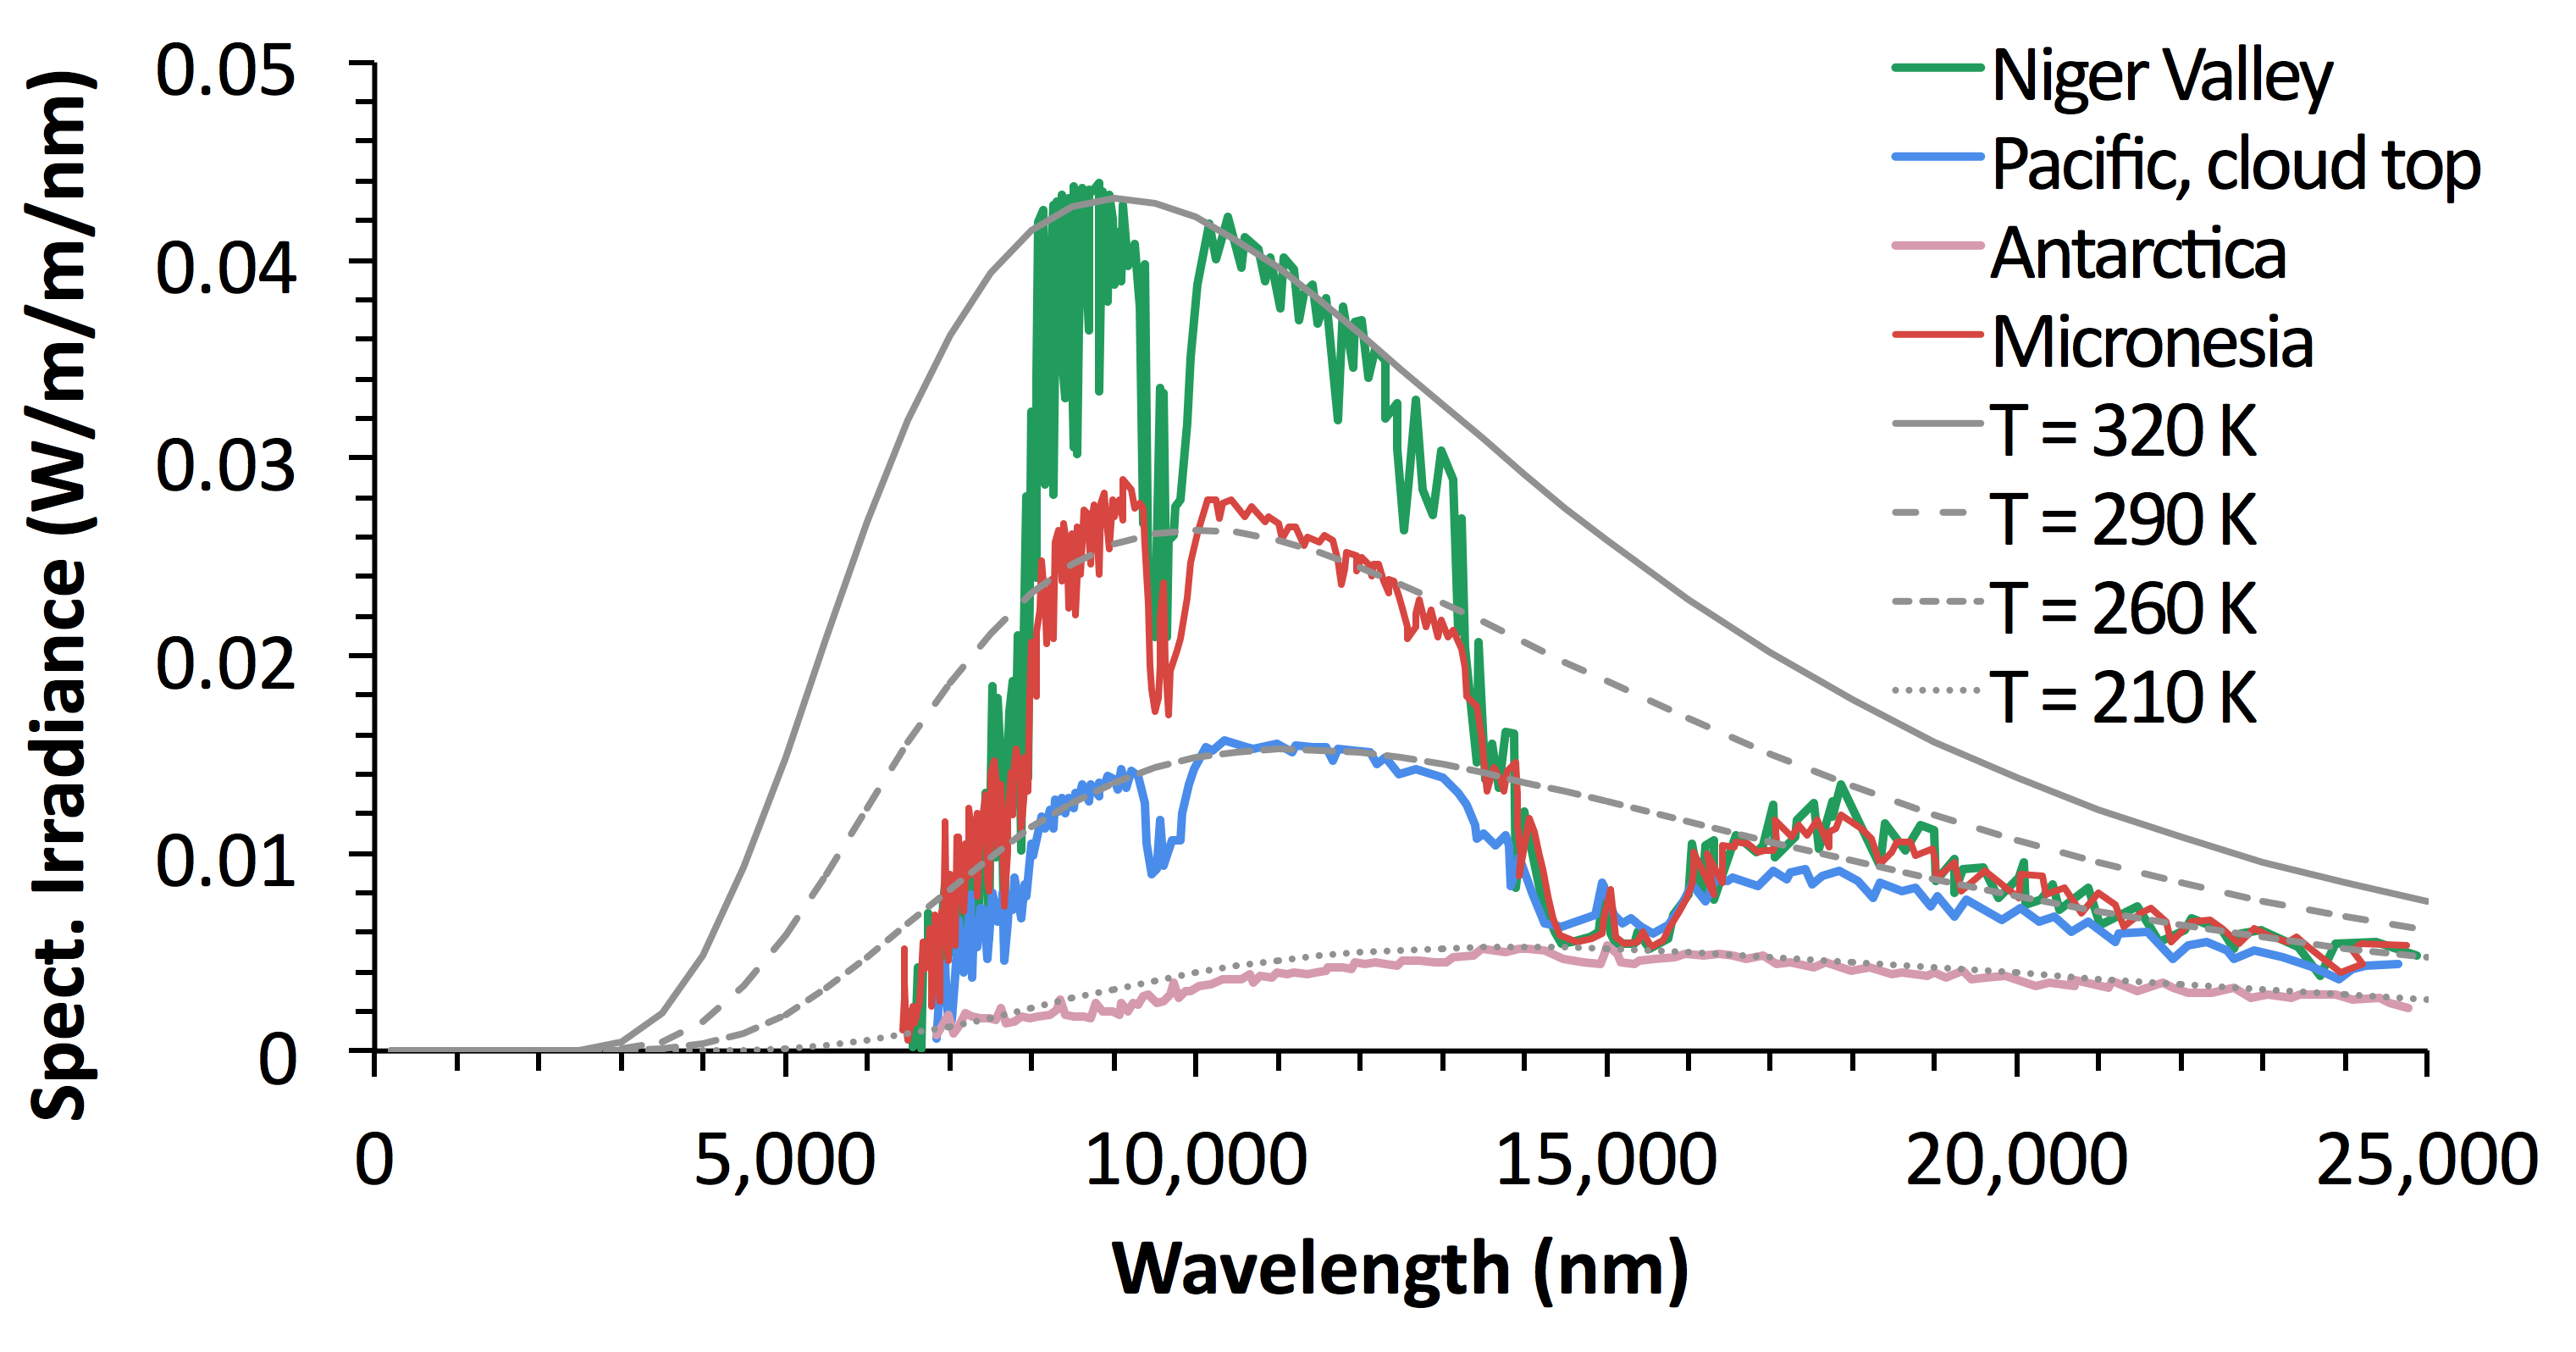 Spect. Irradiance (W/m/m/nm)
0.05
0.04
0.03
0.02
0.01
0
0
5,000
10,000
15,000
20,000
25,000
Wavelength (nm)
Niger Valley
Pacific, cloud top
Antarctica
Micronesia
T = 320 K
T = 290 K
T = 260 K
T = 210 K